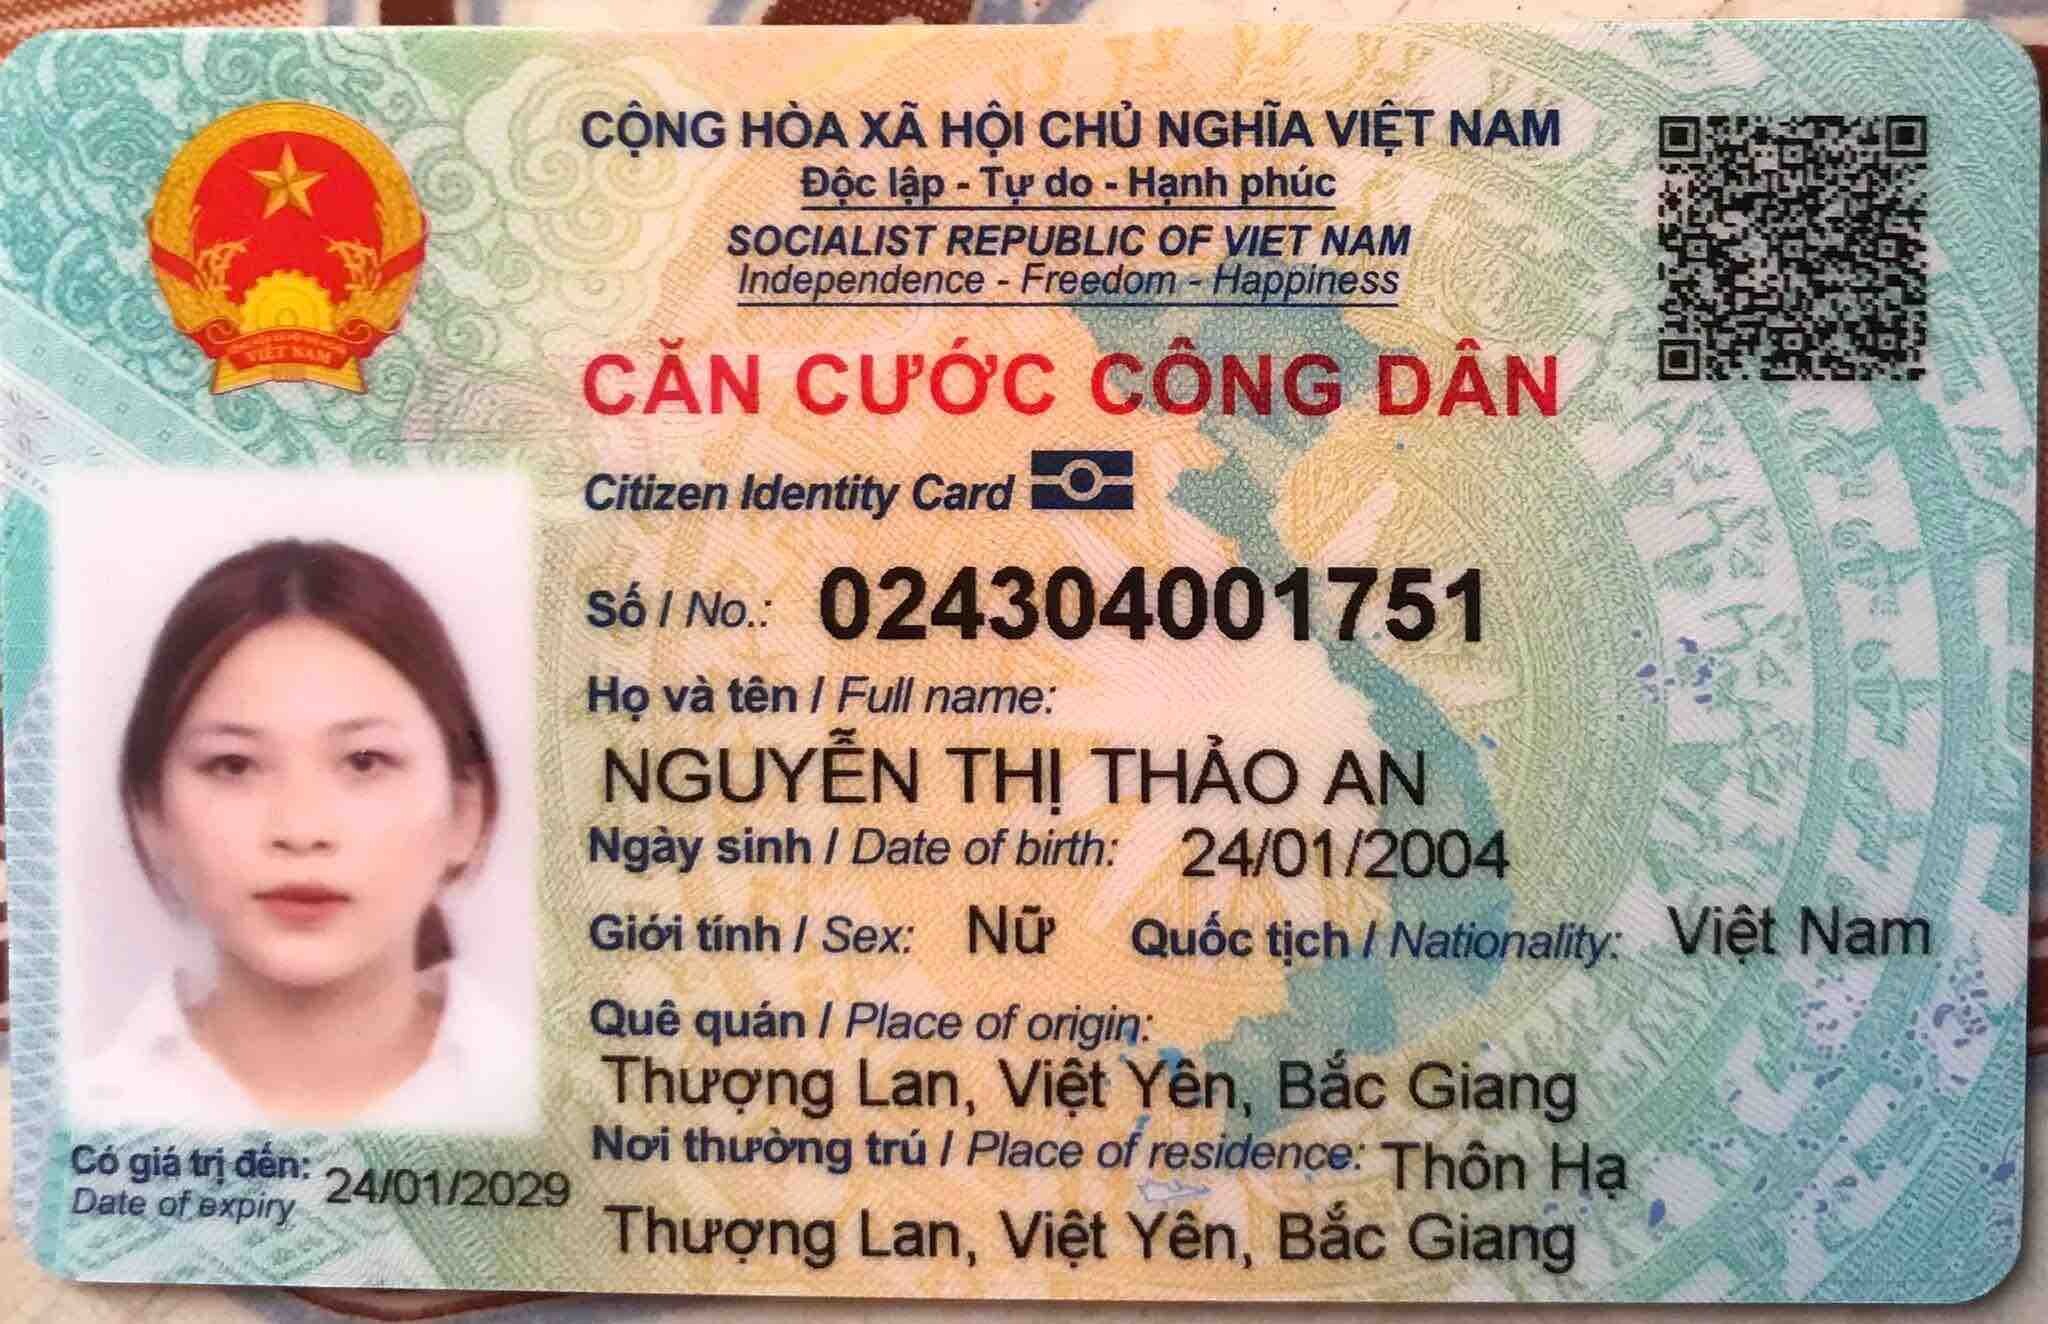 CỘNG HÒA XÃ HỘI CHỦ NGHĨA VIỆT NAM
Độc lập - Tự do - Hạnh phúc
SOCIALIST REPUBLIC OF VIET NAM
Independence - Freedom - Happiness
VIỆT NAM
CĂN CƯỚC CÔNG DÂN
Citizen Identity Card
Số / No.: 024304001751
Họ và tên / Full name:
NGUYỄN THỊ THẢO AN
Ngày sinh / Date of birth: 24/01/2004
Giới tính / Sex: Nữ Quốc tịch / Nationality: Việt Nam
Quê quán / Place of origin:
Thượng Lan, Việt Yên, Bắc Giang
Nơi thường trú / Place of residence: Thôn Hạ
Thượng Lan, Việt Yên, Bắc Giang
Có giá trị đến: 24/01/2029
Date of expiry